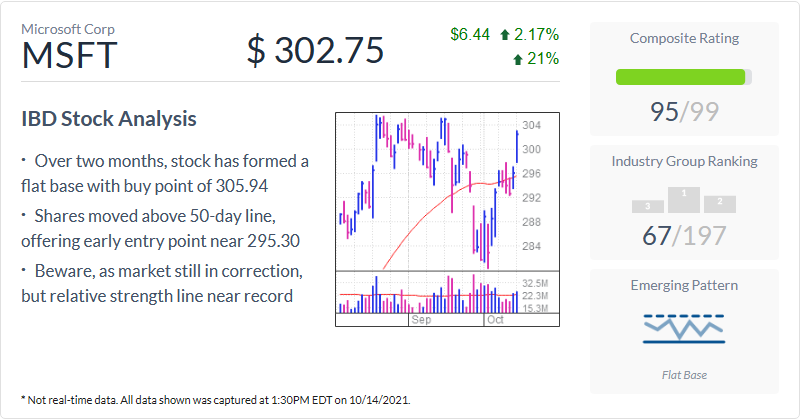 Microsoft Corp
MSFT
$ 302.75
$6.44 2.17%
21%
IBD Stock Analysis
· Over two months, stock has formed a
flat base with buy point of 305.94
· Shares moved above 50-day line,
offering early entry point near 295.30
· Beware, as market still in correction,
but relative strength line near record
304
300
296
292
288
284
32.5M
22.3M
15.3M
Sep
Oct
Composite Rating
95/99
Industry Group Ranking
3
1
2
67/197
Emerging Pattern
Flat Base
* Not real-time data. All data shown was captured at 1:30PM EDT on 10/14/2021.